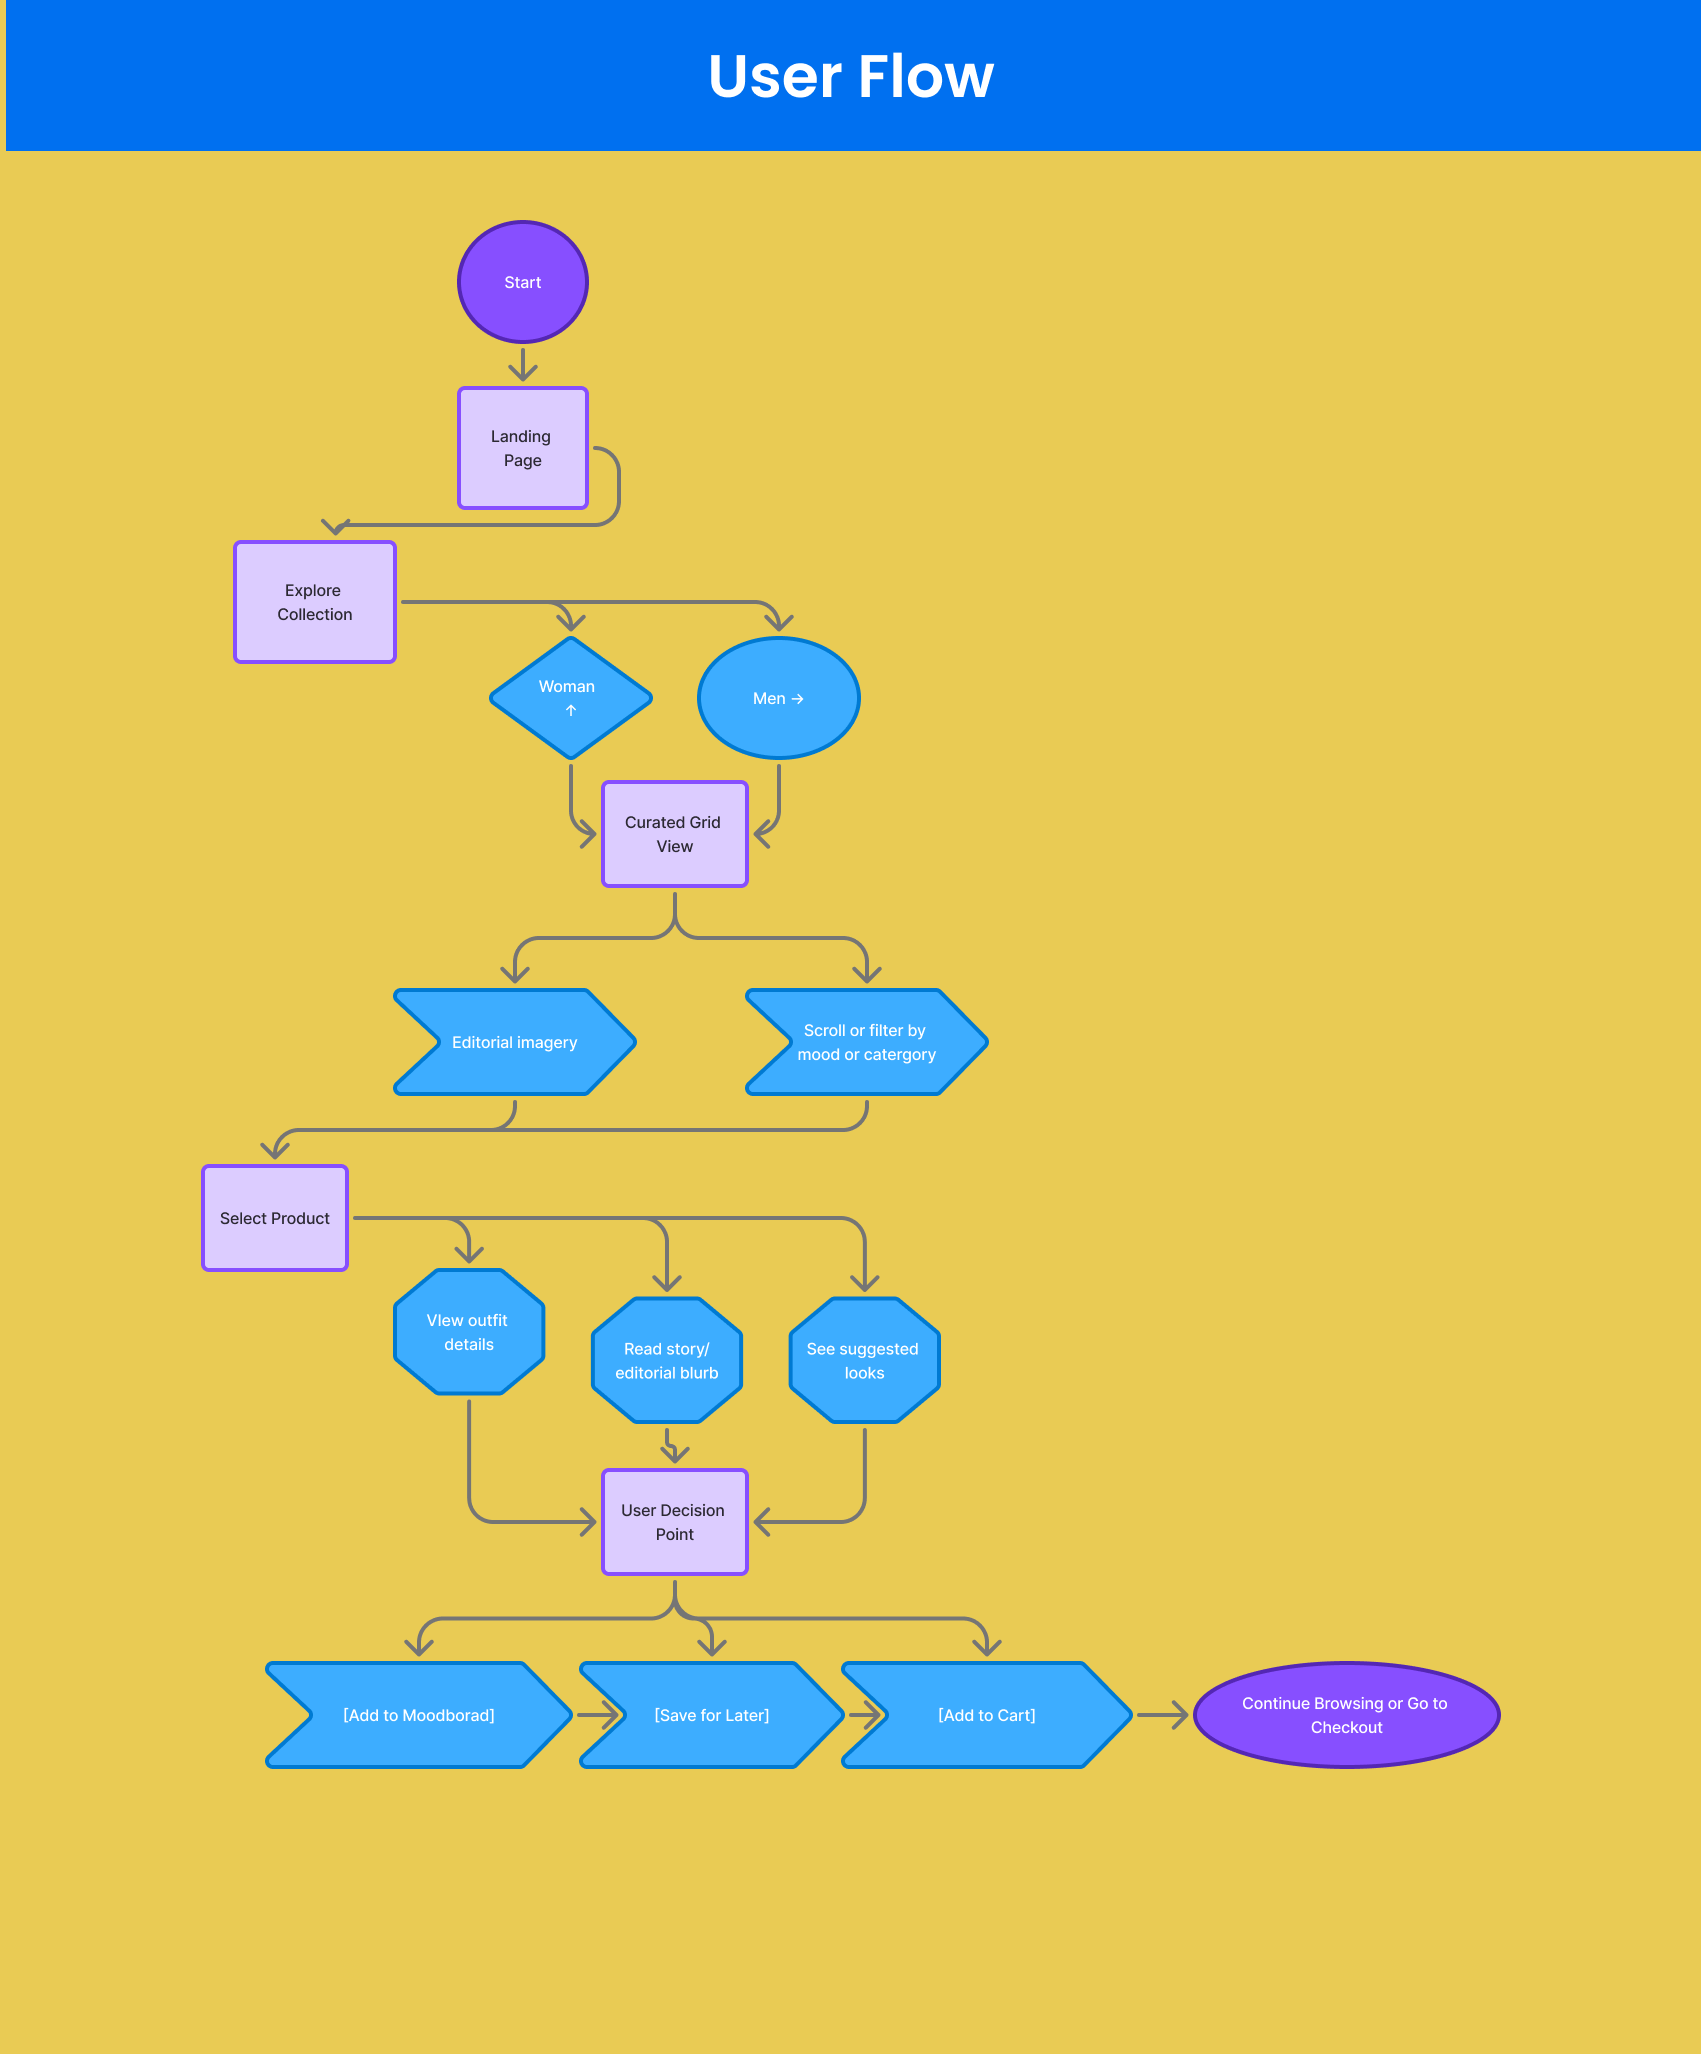 User Flow
Start
Landing
Page
Explore
Collection
Woman
↑
Men →
Curated Grid
View
Editorial imagery
Scroll or filter by
mood or catergory
Select Product
VIew outfit
details
Read story/
editorial blurb
See suggested
looks
User Decision
Point
[Add to Moodborad]
[Save for Later]
[Add to Cart]
Continue Browsing or Go to
Checkout